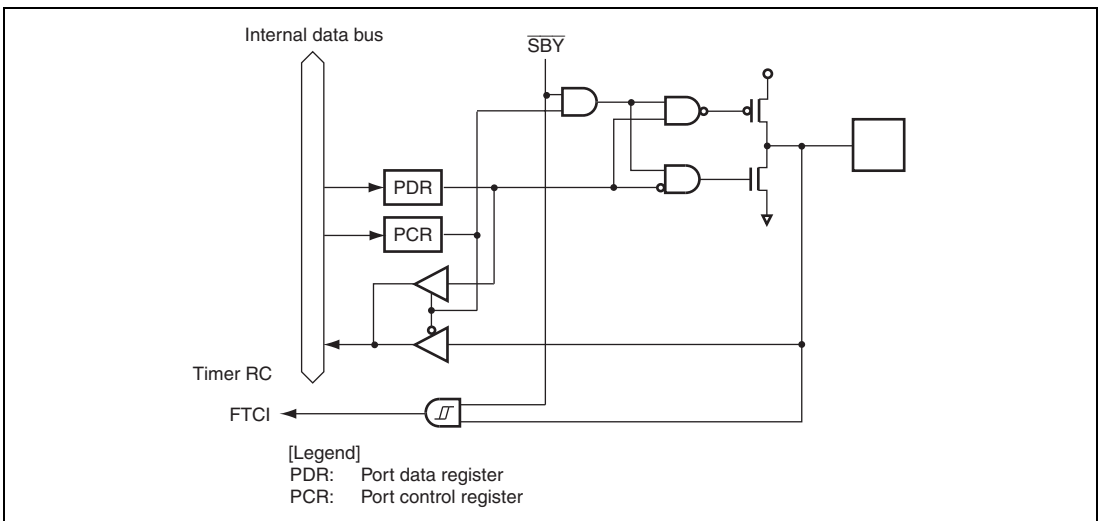 Internal data bus
SBY
PDR
PCR
Timer RC
FTCI
[Legend]
PDR: Port data register
PCR: Port control register